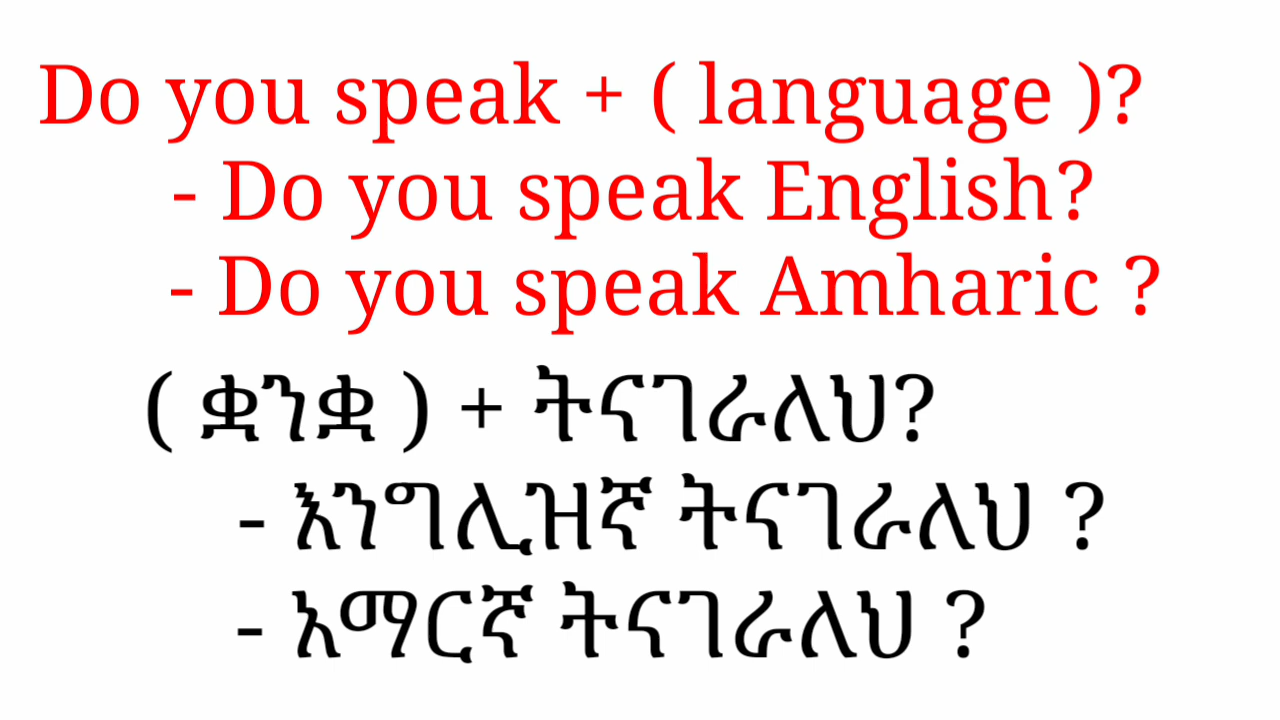 Do you speak + ( language )?
- Do you speak English?
- Do you speak Amharic ?
( ቋንቋ ) + ትናገራለህ?
- እንግሊዝኛ ትናገራለህ ?
- አማርኛ ትናገራለህ ?